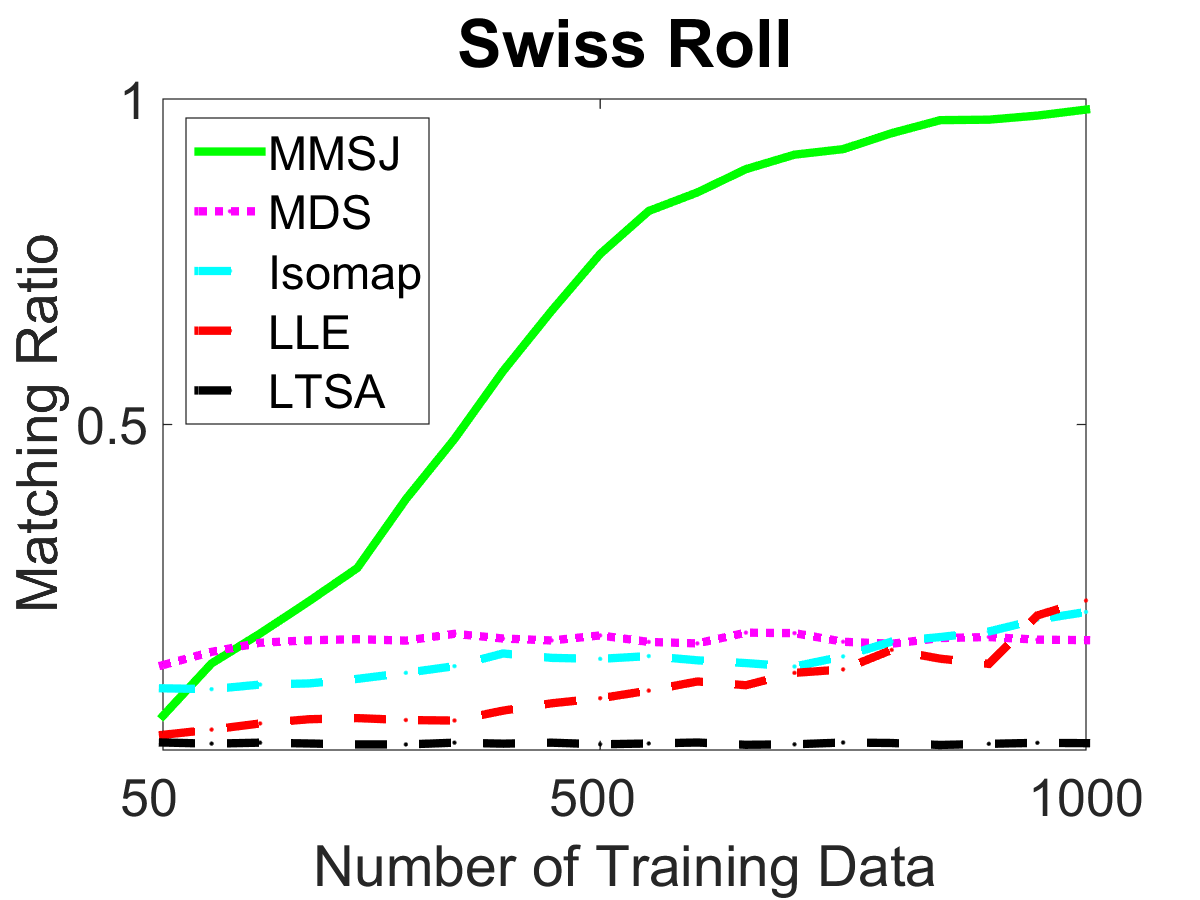 Swiss Roll
1
0.5
Matching Ratio
MMSJ
MDS
Isomap
LLE
LTSA
50
500
1000
Number of Training Data